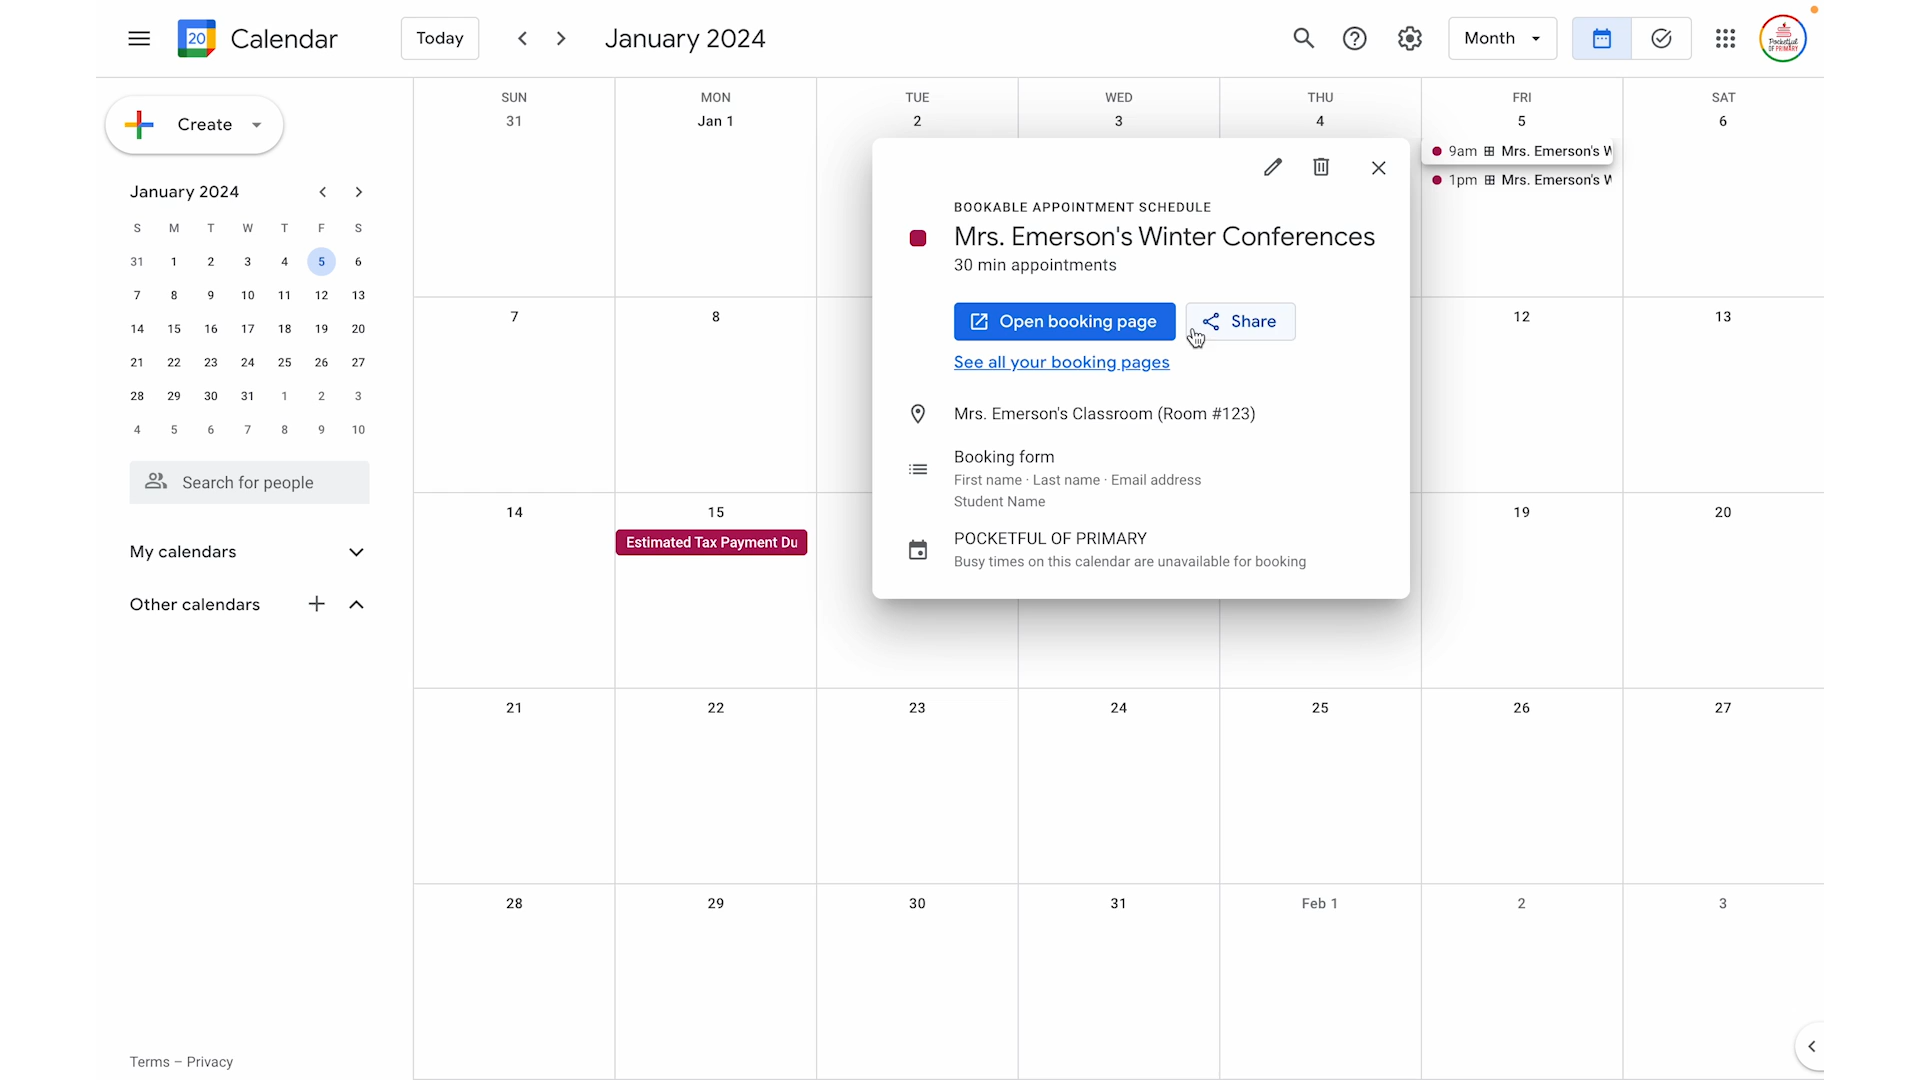 20 Calendar
Today
January 2024
Month
Pocketful
OF PRIMARY
Create
January 2024
S M T W T F S
31 1 2 3 4 5 6
7 8 9 10 11 12 13
14 15 16 17 18 19 20
21 22 23 24 25 26 27
28 29 30 31 1 2 3
4 5 6 7 8 9 10
Search for people
My calendars
Other calendars
Terms – Privacy
SUN MON TUE WED THU FRI SAT
31 Jan 1 2 3 4 5 6
9am Mrs. Emerson's W
1pm Mrs. Emerson's W
BOOKABLE APPOINTMENT SCHEDULE
Mrs. Emerson's Winter Conferences
30 min appointments
Open booking page
Share
See all your booking pages
Mrs. Emerson's Classroom (Room #123)
Booking form
First name · Last name · Email address
Student Name
POCKETFUL OF PRIMARY
Busy times on this calendar are unavailable for booking
7 8 12 13
14 15 19 20
Estimated Tax Payment Du
21 22 23 24 25 26 27
28 29 30 31 Feb 1 2 3